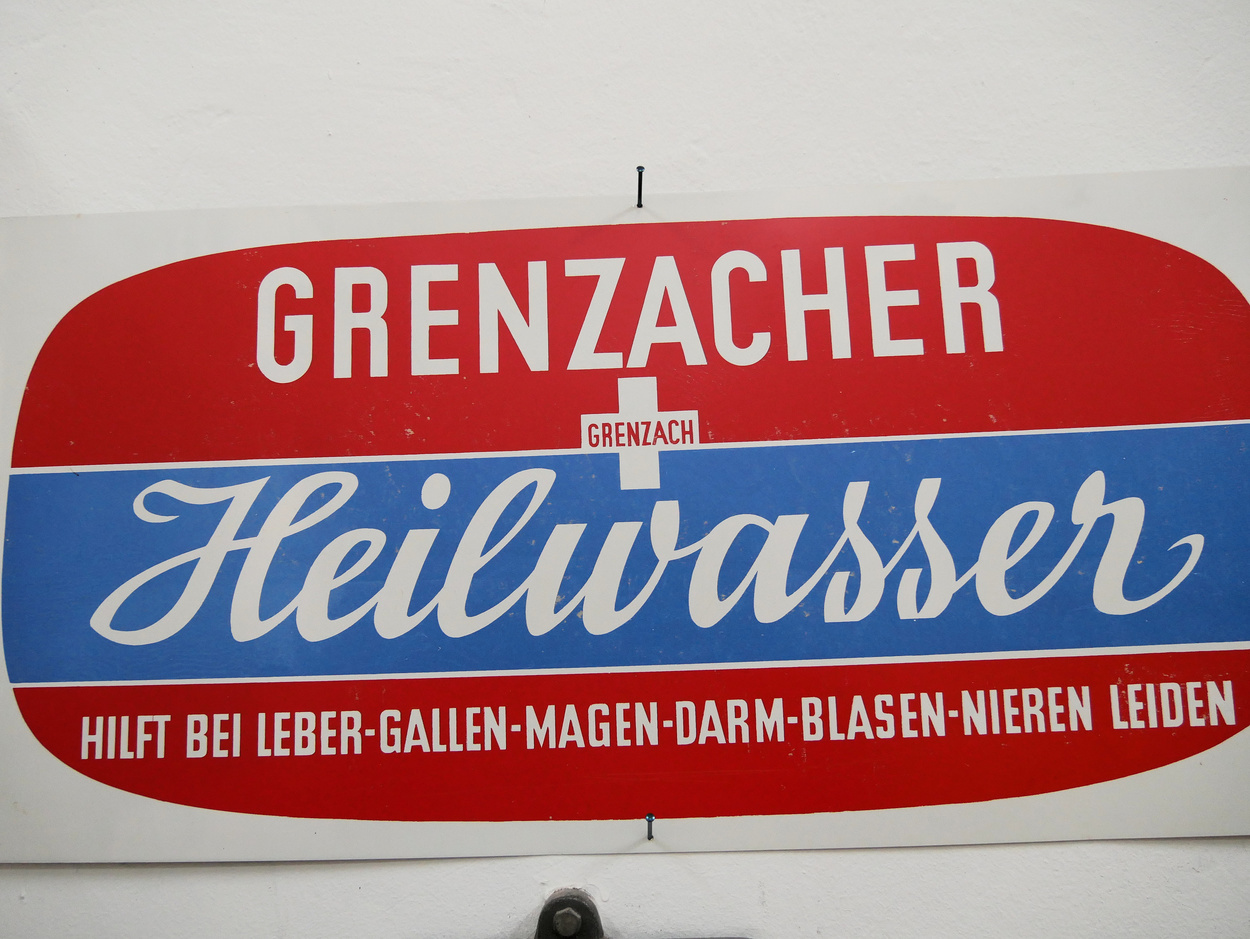 GRENZACHER
GRENZACH
Heilwasser
HILFT BEI LEBER-GALLEN-MAGEN-DARM-BLASEN-NIEREN LEIDEN